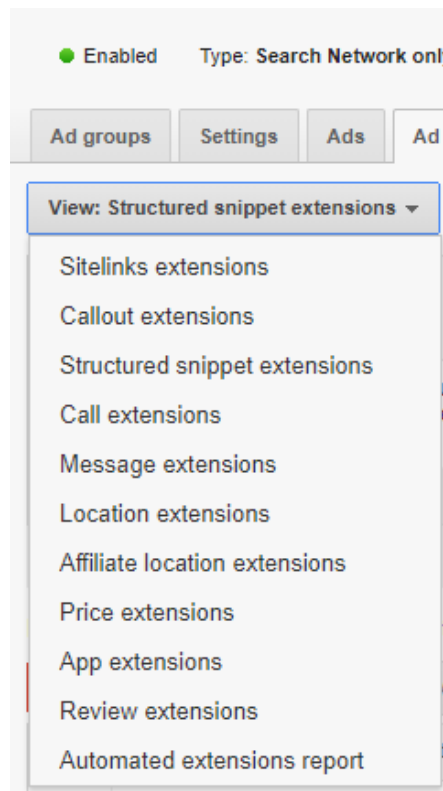 Enabled Type: Search Network only
Ad groups Settings Ads Ad
View: Structured snippet extensions
Sitelinks extensions
Callout extensions
Structured snippet extensions
Call extensions
Message extensions
Location extensions
Affiliate location extensions
Price extensions
App extensions
Review extensions
Automated extensions report